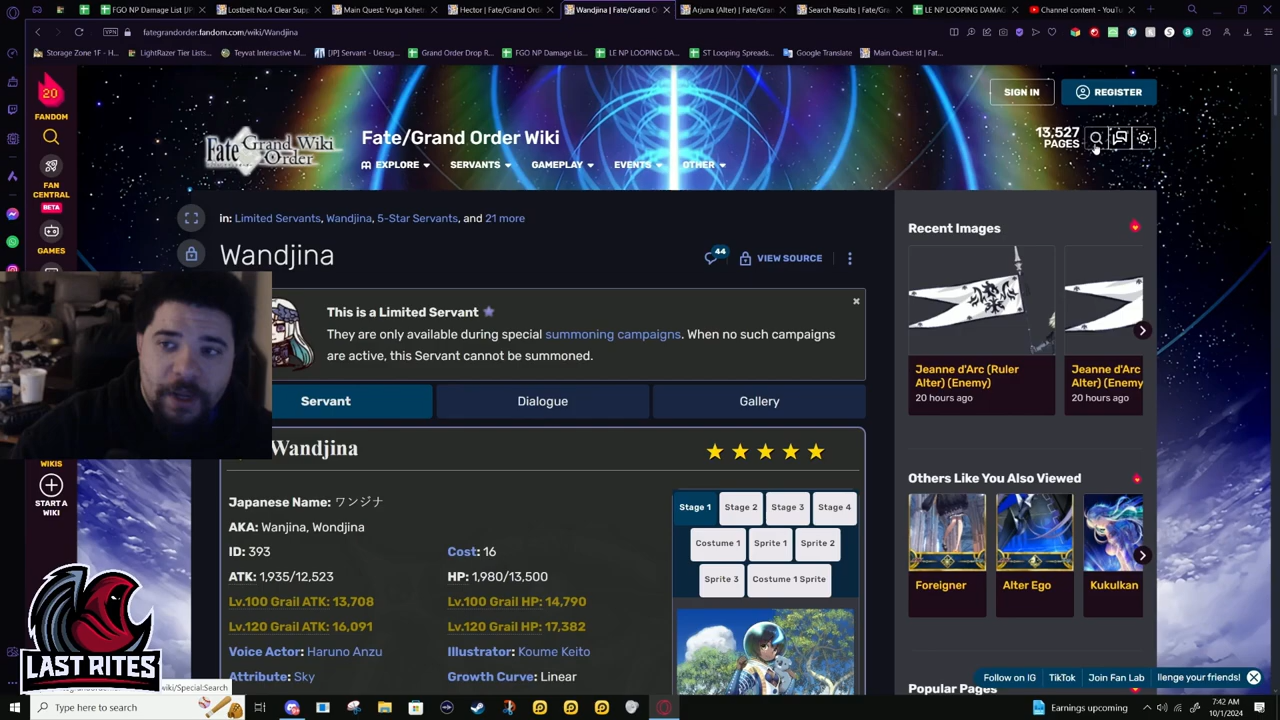 FGO NP Damage List [JP
Lostbelt No.4 Clear Supp
Main Quest: Yuga Kshetr
Hector | Fate/Grand Ord
Wandjina | Fate/Grand O
Arjuna (Alter) | Fate/Gra
Search Results | Fate/Gra
LE NP LOOPING DAMAG
Channel content - YouTu
VPN
fategrandorder.fandom.com/wiki/Wandjina
Storage Zone 1F - H...
LightRazer Tier Lists...
Teyvat Interactive M...
[JP] Servant - Uesug...
Grand Order Drop R...
FGO NP Damage Lis...
LE NP LOOPING DA...
ST Looping Spreads...
Google Translate
Main Quest: Id | Fat...
20
FANDOM
FAN
CENTRAL
BETA
GAMES
WIKIS
START A
WIKI
SIGN IN
REGISTER
Fate Grand Order Wiki
Fate/Grand Order Wiki
13,527
PAGES
EXPLORE
SERVANTS
GAMEPLAY
EVENTS
OTHER
in: Limited Servants, Wandjina, 5-Star Servants, and 21 more
Wandjina
44
VIEW SOURCE
This is a Limited Servant
They are only available during special summoning campaigns. When no such campaigns
are active, this Servant cannot be summoned.
Servant
Dialogue
Gallery
Wandjina
Japanese Name: ワンジナ
AKA: Wanjina, Wondjina
ID: 393
Cost: 16
ATK: 1,935/12,523
HP: 1,980/13,500
Lv.100 Grail ATK: 13,708
Lv.100 Grail HP: 14,790
Lv.120 Grail ATK: 16,091
Lv.120 Grail HP: 17,382
Voice Actor: Haruno Anzu
Illustrator: Koume Keito
Attribute: Sky
Growth Curve: Linear
Stage 1
Stage 2
Stage 3
Stage 4
Costume 1
Sprite 1
Sprite 2
Sprite 3
Costume 1 Sprite
Recent Images
Jeanne d'Arc (Ruler
Alter) (Enemy)
20 hours ago
Jeanne d'Arc
Alter) (Enemy
20 hours ago
Others Like You Also Viewed
Foreigner
Alter Ego
Kukulkan
Popular Pages
Follow on IG
TikTok
Join Fan Lab
llenge your friends!
LAST RITES
wiki/Special:Search
Type here to search
Earnings upcoming
7:42 AM
10/1/2024